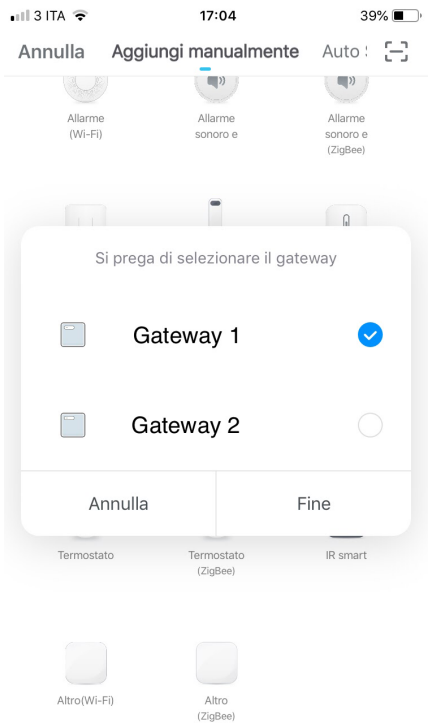 3 ITA 17:04 39%
Annulla Aggiungi manualmente Auto
Allarme Allarme Allarme
(Wi-Fi) sonoro e sonoro e
(ZigBee)
Si prega di selezionare il gateway
Gateway 1
Gateway 2
Annulla Fine
Termostato Termostato IR smart
(ZigBee)
Altro(Wi-Fi) Altro
(ZigBee)